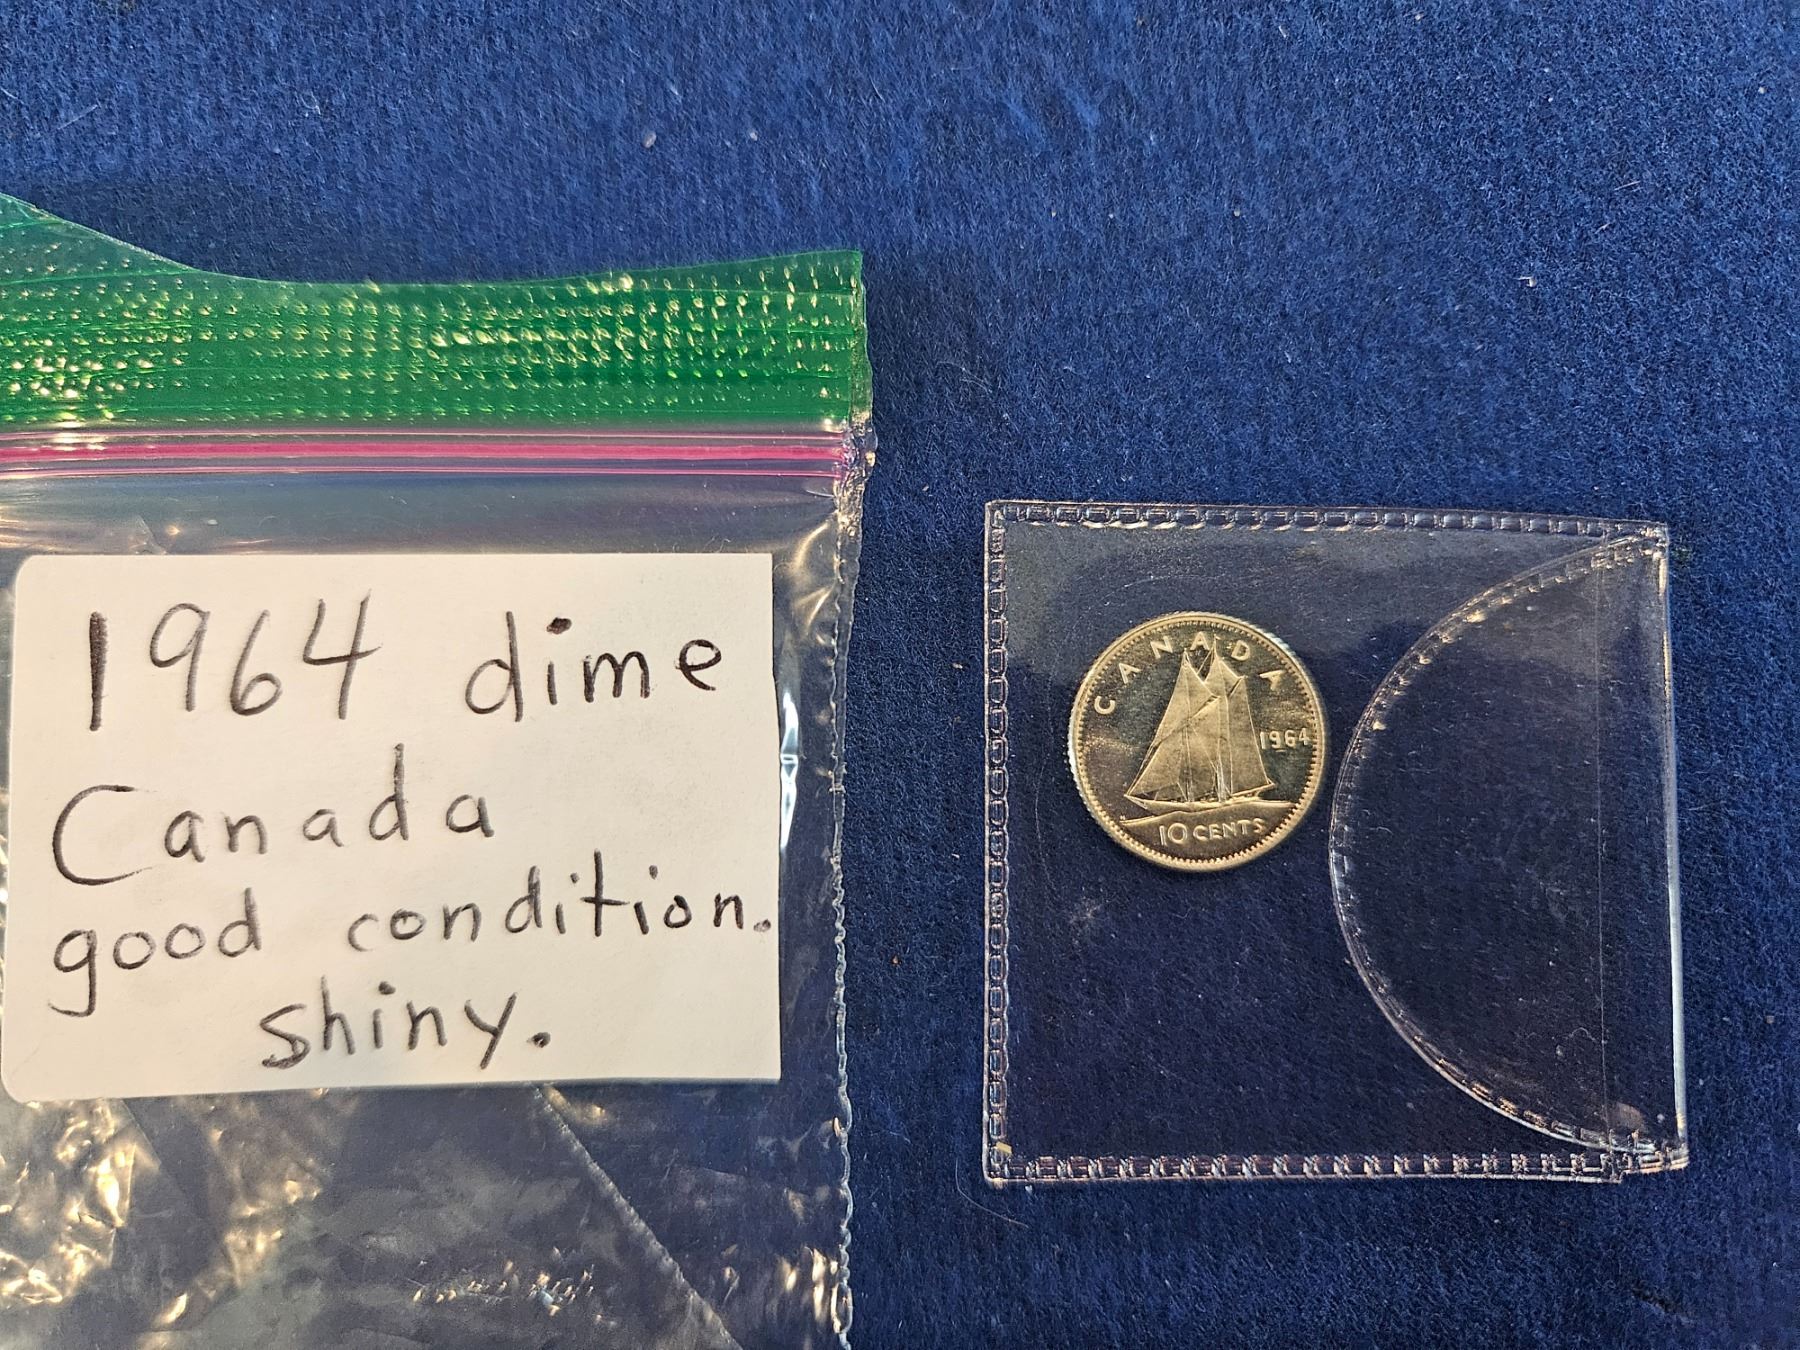 1964 dime
Canada
good condition.
shiny.
CANADA
1964
10 CENTS